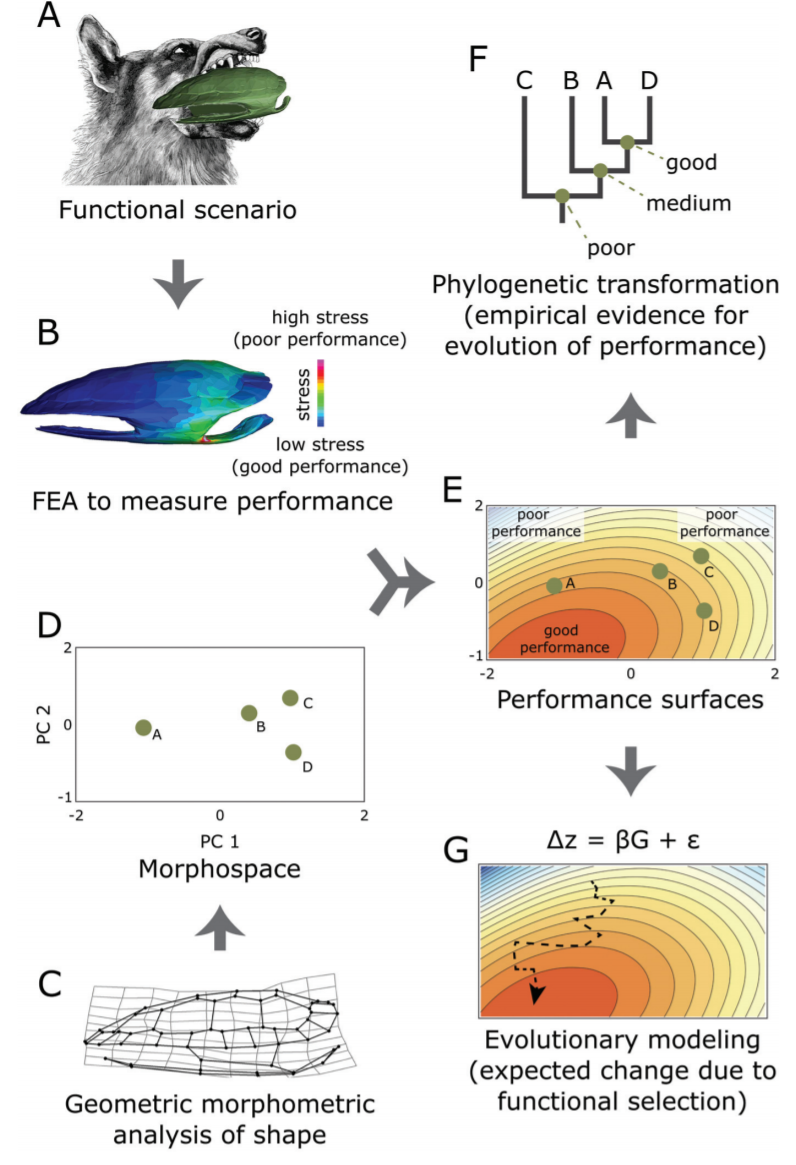 A
Functional scenario
B
high stress
(poor performance)
stress
low stress
(good performance)
FEA to measure performance
D
2
0
-1
PC 2
A
B
C
D
-2
0
2
PC 1
Morphospace
C
Geometric morphometric
analysis of shape
F
C B A D
good
medium
poor
Phylogenetic transformation
(empirical evidence for
evolution of performance)
E
2
0
-1
poor
performance
poor
performance
A
B
C
D
good
performance
-2
0
2
Performance surfaces
G
Δz = βG + ε
Evolutionary modeling
(expected change due to
functional selection)